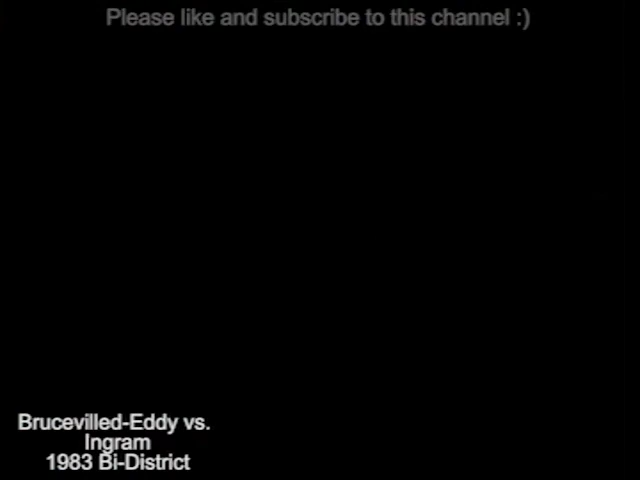 Please like and subscribe to this channel :)
Brucevilled-Eddy vs.
Ingram
1983 Bi-District